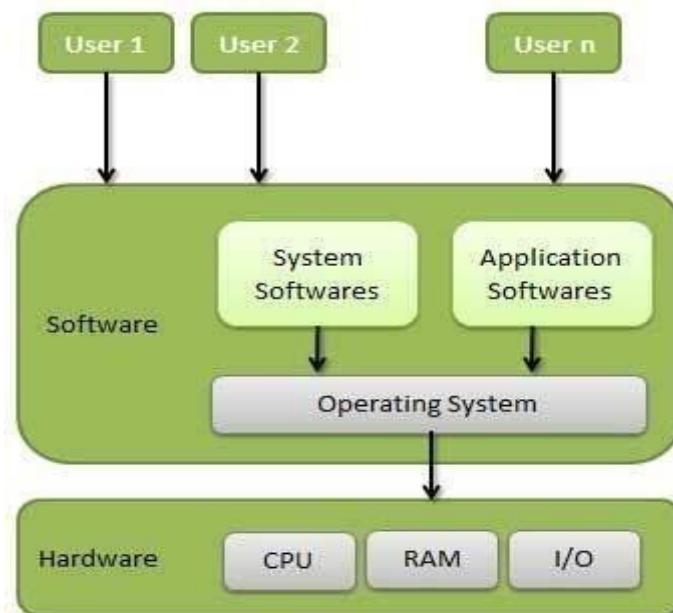 User 1
User 2
User n
System
Softwares
Application
Softwares
Software
Operating System
Hardware
CPU
RAM
I/O